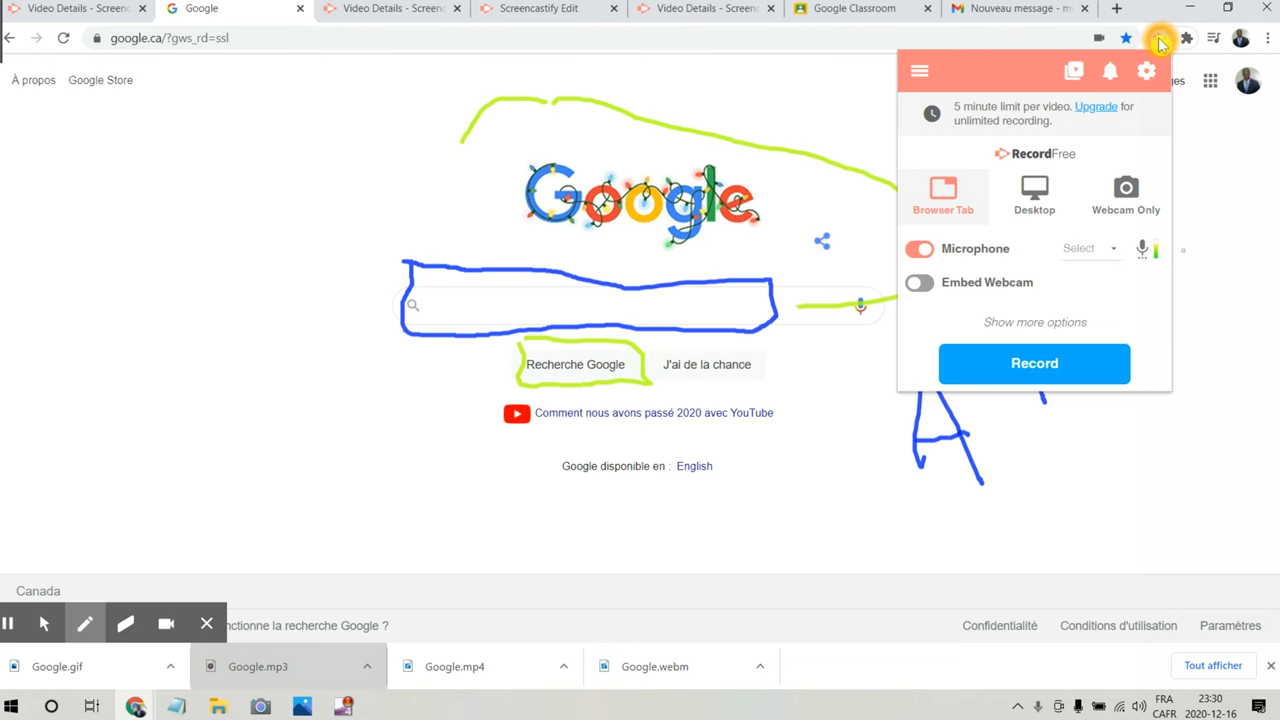 Video Details - Screenc
Google
Video Details - Screenc
Screencastify Edit
Video Details - Screenc
Google Classroom
Nouveau message - m
google.ca/?gws_rd=ssl
À propos
Google Store
5 minute limit per video. Upgrade for
unlimited recording.
RecordFree
Browser Tab
Desktop
Webcam Only
Microphone
Select
Embed Webcam
Show more options
Record
Google
Recherche Google
J'ai de la chance
Comment nous avons passé 2020 avec YouTube
Google disponible en : English
A
Canada
nctionne la recherche Google ?
Confidentialité
Conditions d'utilisation
Paramètres
Google.gif
Google.mp3
Google.mp4
Google.webm
Tout afficher
FRA
CAFR
23:30
2020-12-16